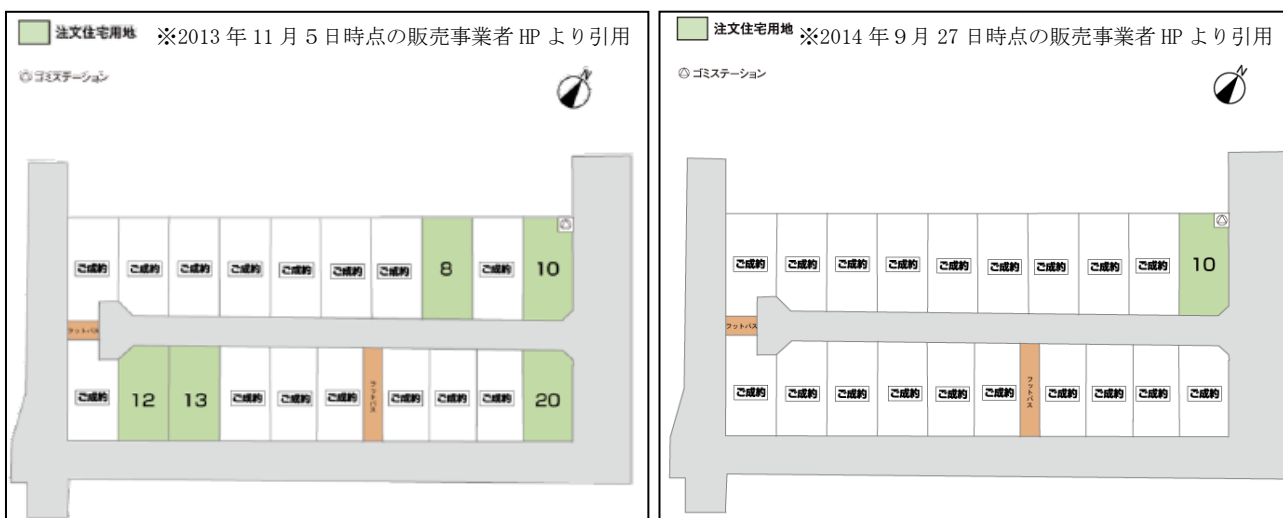 注文住宅用地 ※2013年11月5日時点の販売事業者HPより引用
ゴミステーション
N
ご成約 ご成約 ご成約 ご成約 ご成約 ご成約 ご成約 8 ご成約 10
フットパス
ご成約 12 13 ご成約 ご成約 ご成約 フットパス ご成約 ご成約 ご成約 20
注文住宅用地 ※2014年9月27日時点の販売事業者HPより引用
ゴミステーション
N
ご成約 ご成約 ご成約 ご成約 ご成約 ご成約 ご成約 ご成約 ご成約 10
フットパス
ご成約 ご成約 ご成約 ご成約 ご成約 フットパス ご成約 ご成約 ご成約 ご成約